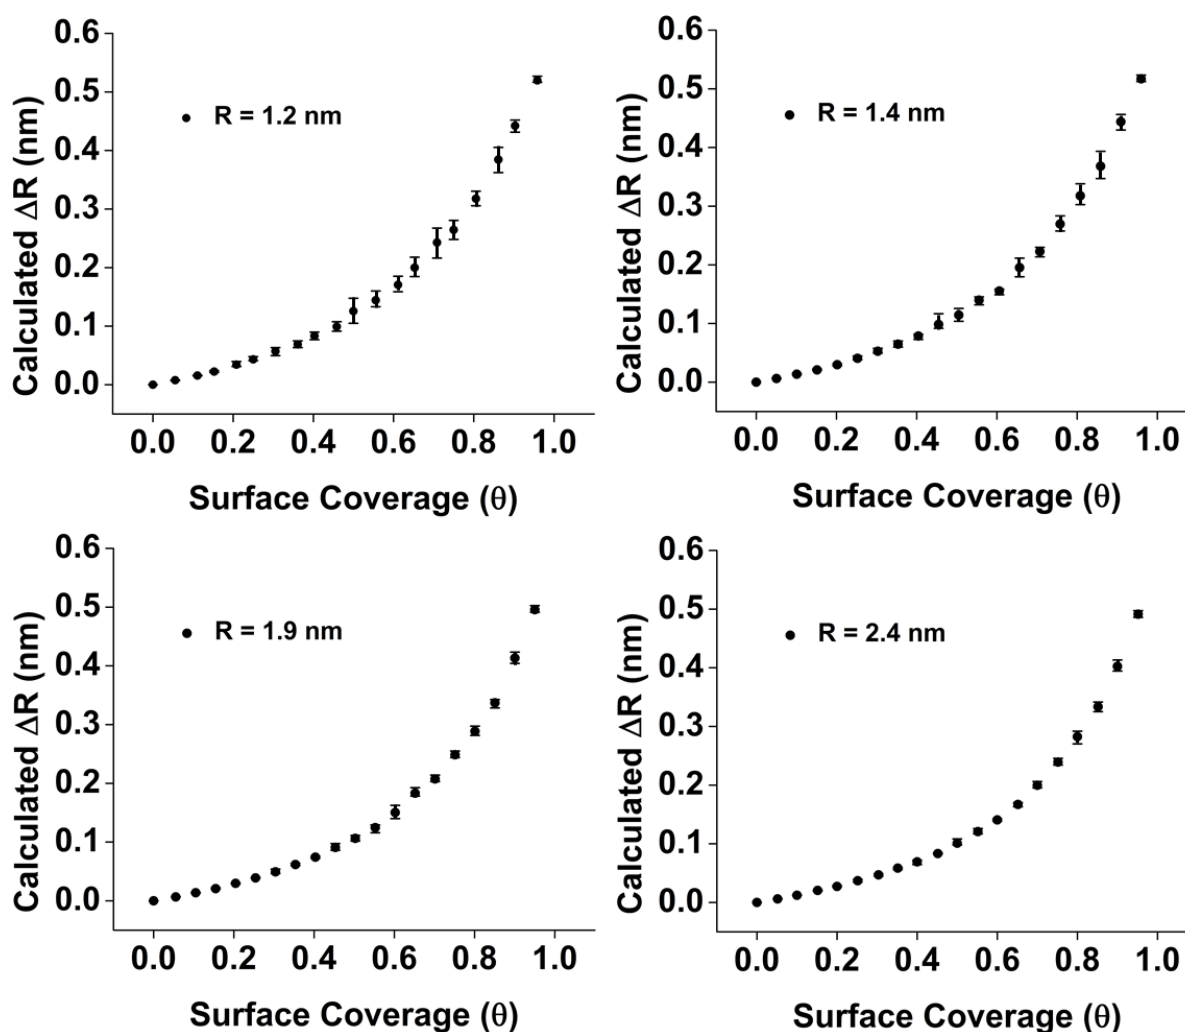 0.6
0.5
0.4
0.3
0.2
0.1
0.0
Calculated ΔR (nm)
R = 1.2 nm
0.0 0.2 0.4 0.6 0.8 1.0
Surface Coverage (θ)
0.6
0.5
0.4
0.3
0.2
0.1
0.0
Calculated ΔR (nm)
R = 1.4 nm
0.0 0.2 0.4 0.6 0.8 1.0
Surface Coverage (θ)
0.6
0.5
0.4
0.3
0.2
0.1
0.0
Calculated ΔR (nm)
R = 1.9 nm
0.0 0.2 0.4 0.6 0.8 1.0
Surface Coverage (θ)
0.6
0.5
0.4
0.3
0.2
0.1
0.0
Calculated ΔR (nm)
R = 2.4 nm
0.0 0.2 0.4 0.6 0.8 1.0
Surface Coverage (θ)